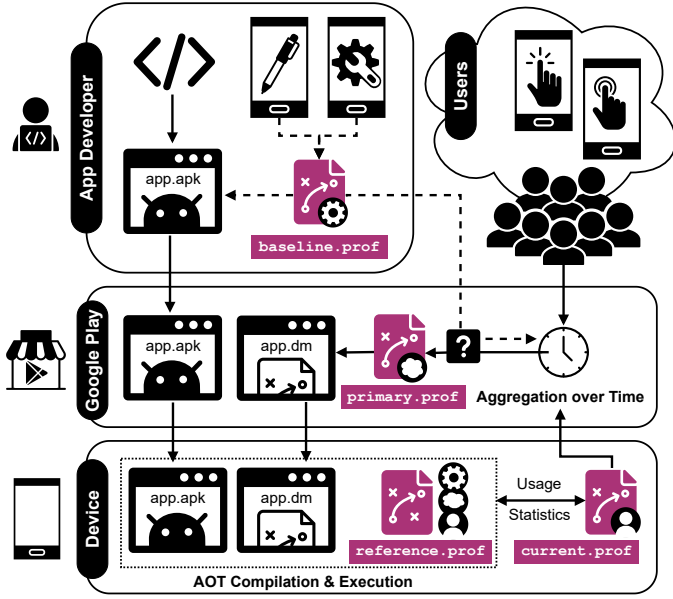 App Developer
</>
</>
app.apk
baseline.prof
Users
Google Play
app.apk
app.dm
?
primary.prof
Aggregation over Time
Device
app.apk
app.dm
reference.prof
Usage
Statistics
current.prof
AOT Compilation & Execution